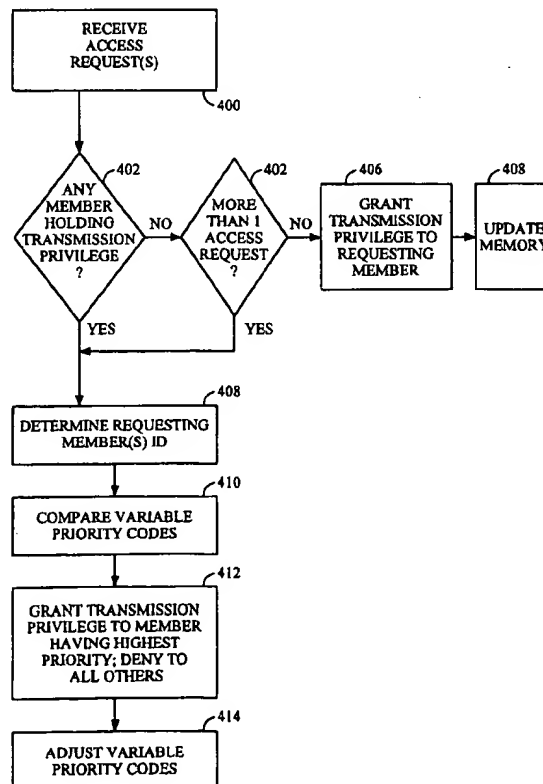 RECEIVE
ACCESS
REQUEST(S)
400
402
ANY
MEMBER
HOLDING
TRANSMISSION
PRIVILEGE
?
NO
YES
402
MORE
THAN 1
ACCESS
REQUEST
?
NO
YES
406
GRANT
TRANSMISSION
PRIVILEGE TO
REQUESTING
MEMBER
408
UPDATE
MEMORY
408
DETERMINE REQUESTING
MEMBER(S) ID
410
COMPARE VARIABLE
PRIORITY CODES
412
GRANT TRANSMISSION
PRIVILEGE TO MEMBER
HAVING HIGHEST
PRIORITY; DENY TO
ALL OTHERS
414
ADJUST VARIABLE
PRIORITY CODES